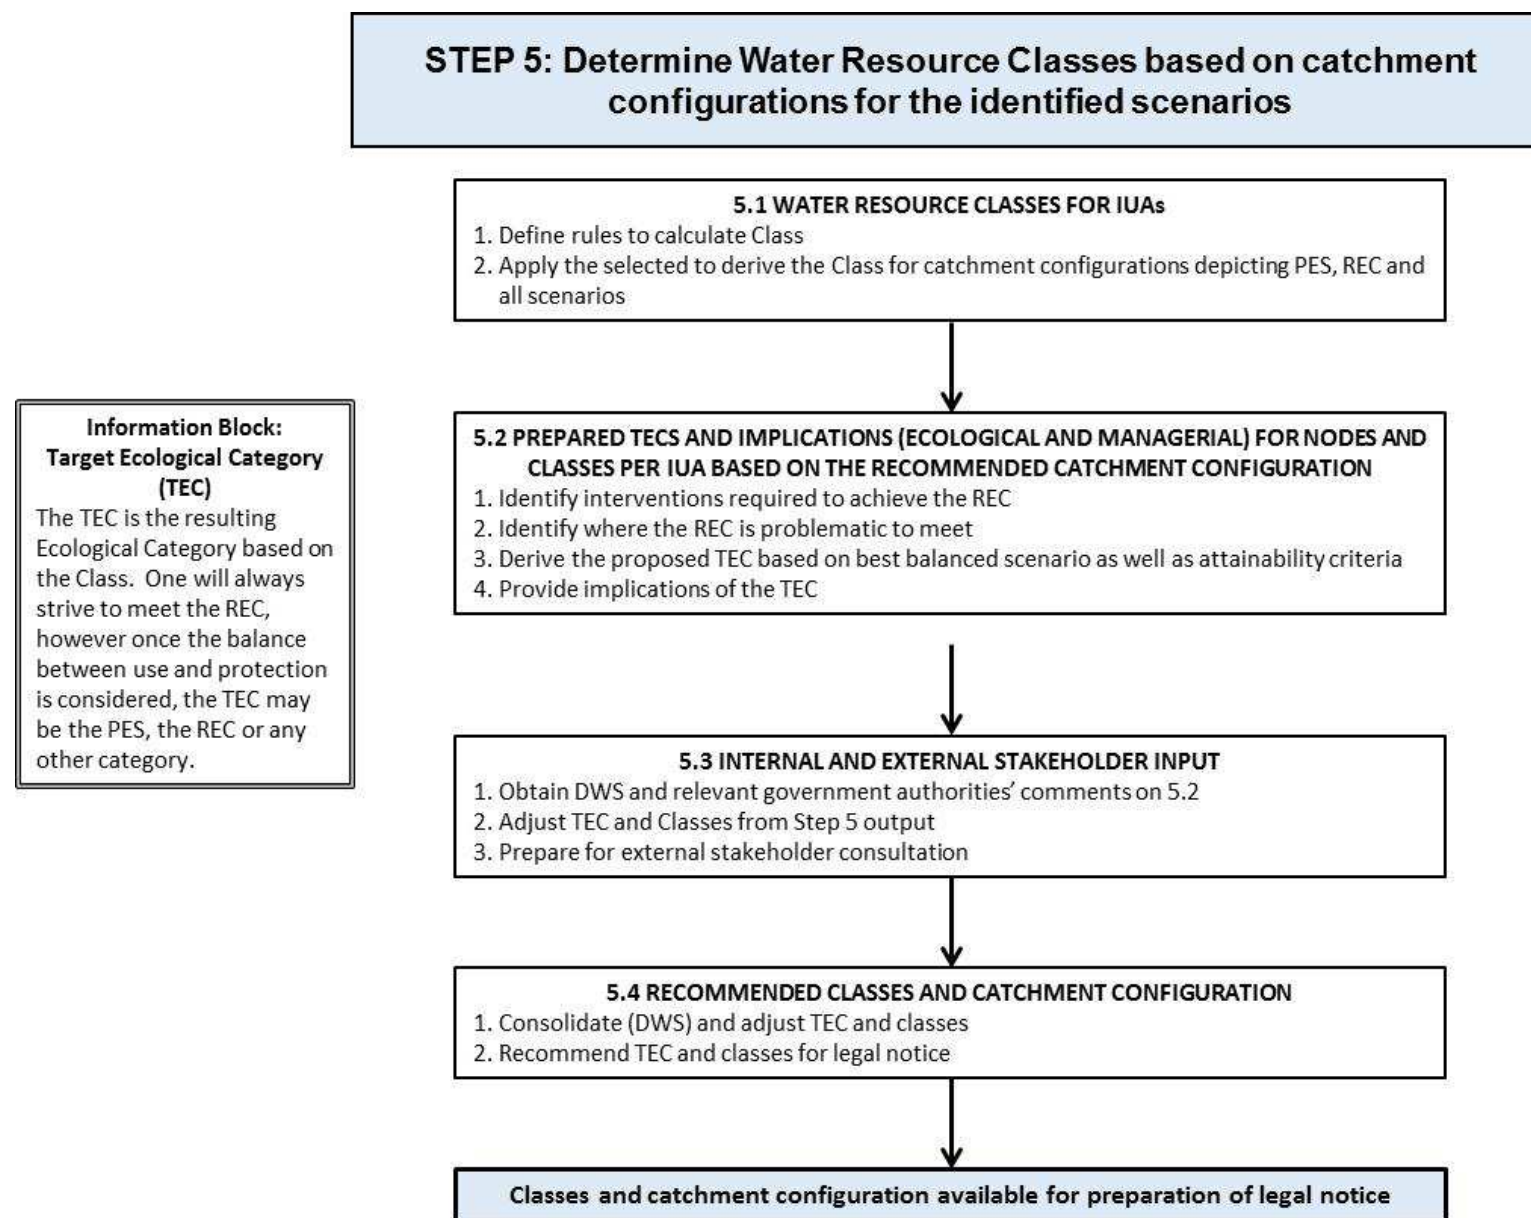 STEP 5: Determine Water Resource Classes based on catchment
configurations for the identified scenarios
5.1 WATER RESOURCE CLASSES FOR IUAs
1. Define rules to calculate Class
2. Apply the selected to derive the Class for catchment configurations depicting PES, REC and
all scenarios
Information Block:
Target Ecological Category
(TEC)
The TEC is the resulting
Ecological Category based on
the Class. One will always
strive to meet the REC,
however once the balance
between use and protection
is considered, the TEC may
be the PES, the REC or any
other category.
5.2 PREPARED TECS AND IMPLICATIONS (ECOLOGICAL AND MANAGERIAL) FOR NODES AND
CLASSES PER IUA BASED ON THE RECOMMENDED CATCHMENT CONFIGURATION
1. Identify interventions required to achieve the REC
2. Identify where the REC is problematic to meet
3. Derive the proposed TEC based on best balanced scenario as well as attainability criteria
4. Provide implications of the TEC
5.3 INTERNAL AND EXTERNAL STAKEHOLDER INPUT
1. Obtain DWS and relevant government authorities’ comments on 5.2
2. Adjust TEC and Classes from Step 5 output
3. Prepare for external stakeholder consultation
5.4 RECOMMENDED CLASSES AND CATCHMENT CONFIGURATION
1. Consolidate (DWS) and adjust TEC and classes
2. Recommend TEC and classes for legal notice
Classes and catchment configuration available for preparation of legal notice